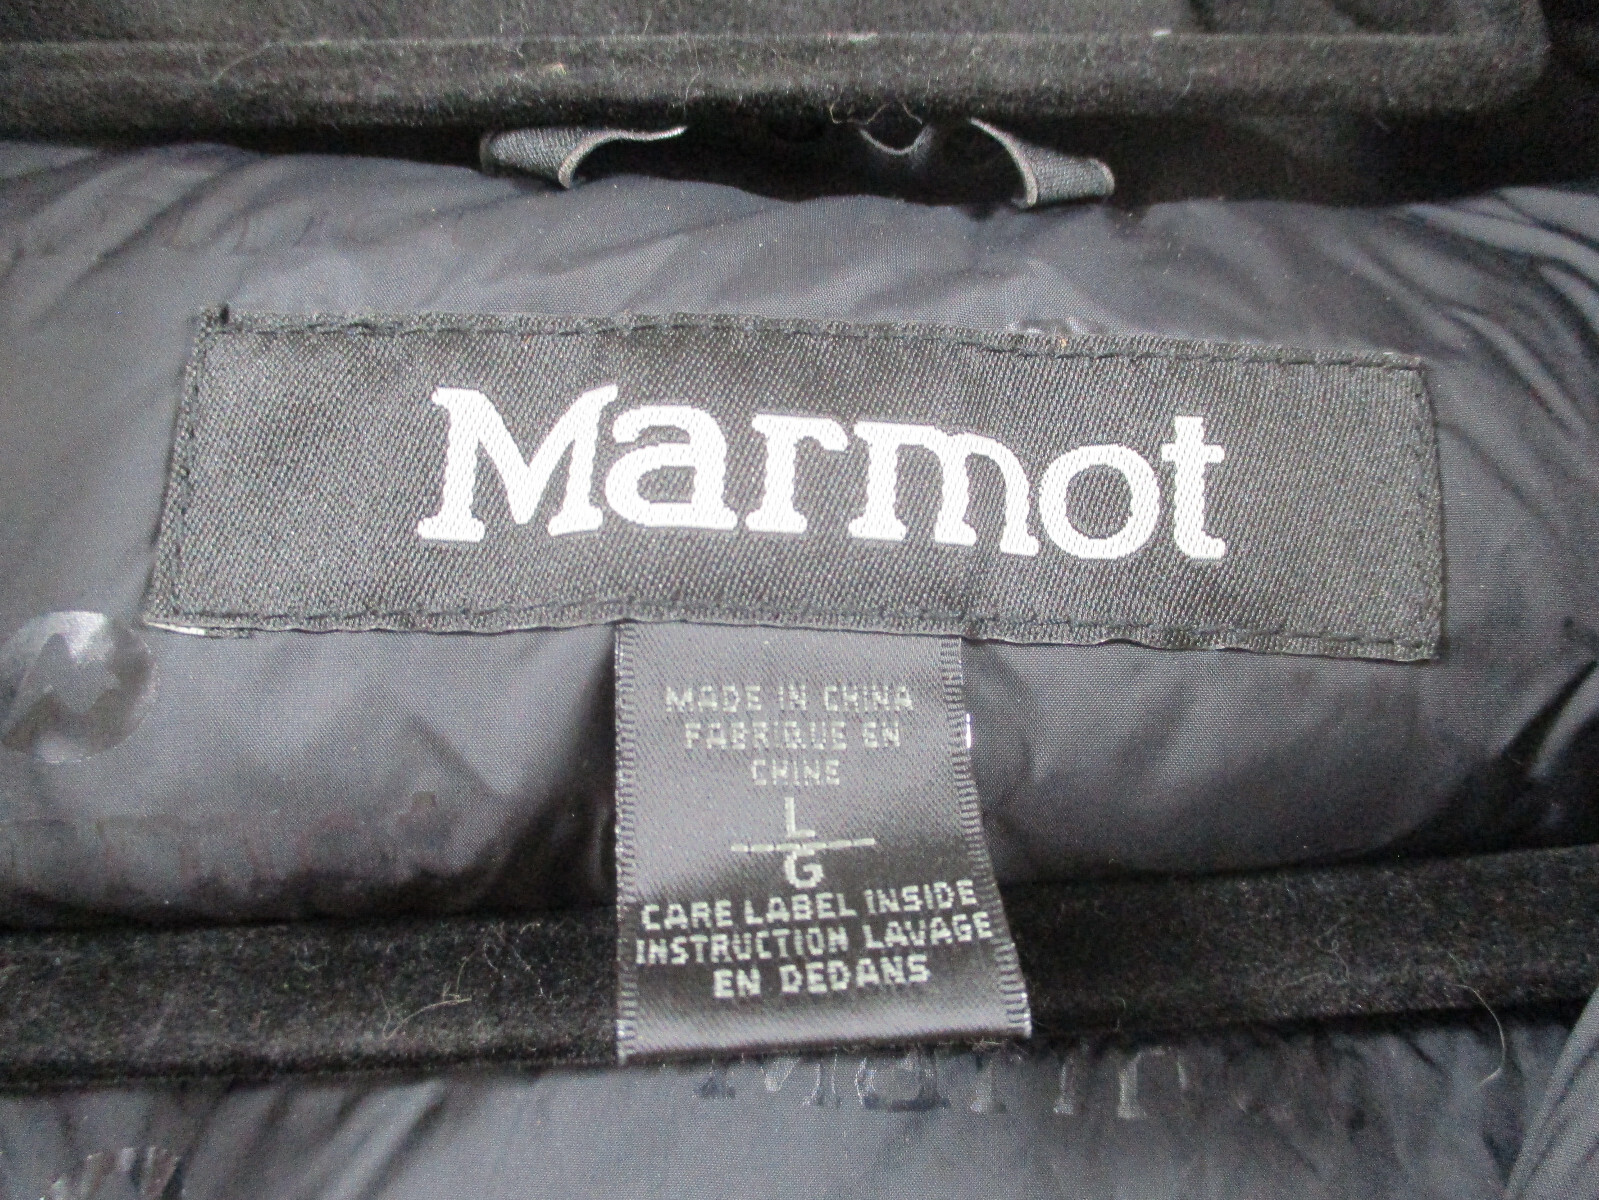 Marmot
MADE IN CHINA
FABRIQUE EN
CHINE
L
G
CARE LABEL INSIDE
INSTRUCTION LAVAGE
EN DEDANS